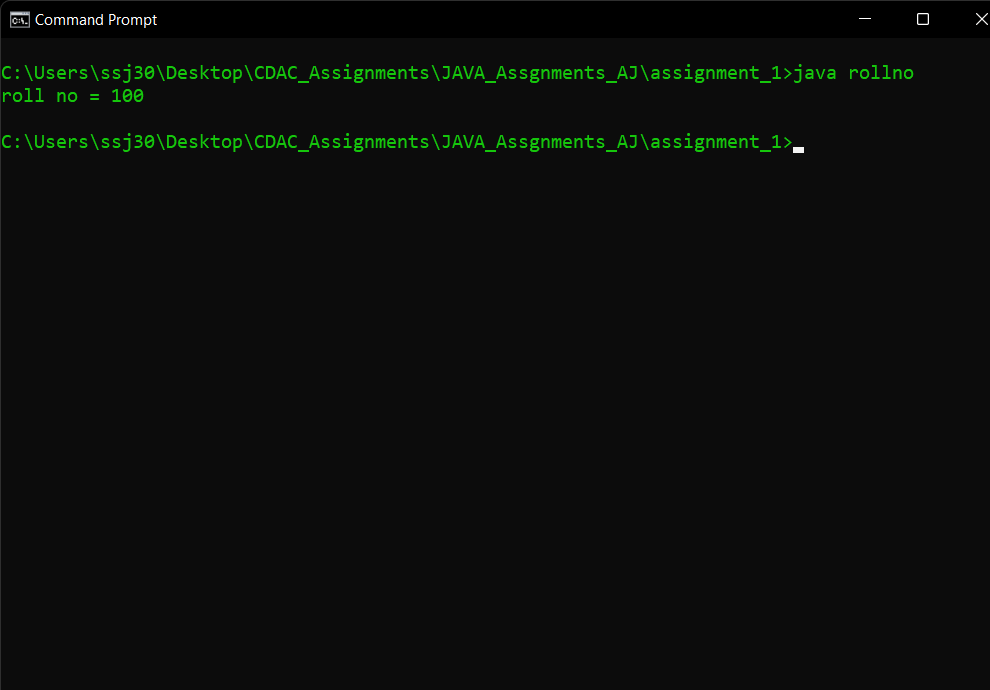 Command Prompt
C:\Users\ssj30\Desktop\CDAC_Assignments\JAVA_Assgnments_AJ\assignment_1>java rollno
roll no = 100
C:\Users\ssj30\Desktop\CDAC_Assignments\JAVA_Assgnments_AJ\assignment_1>